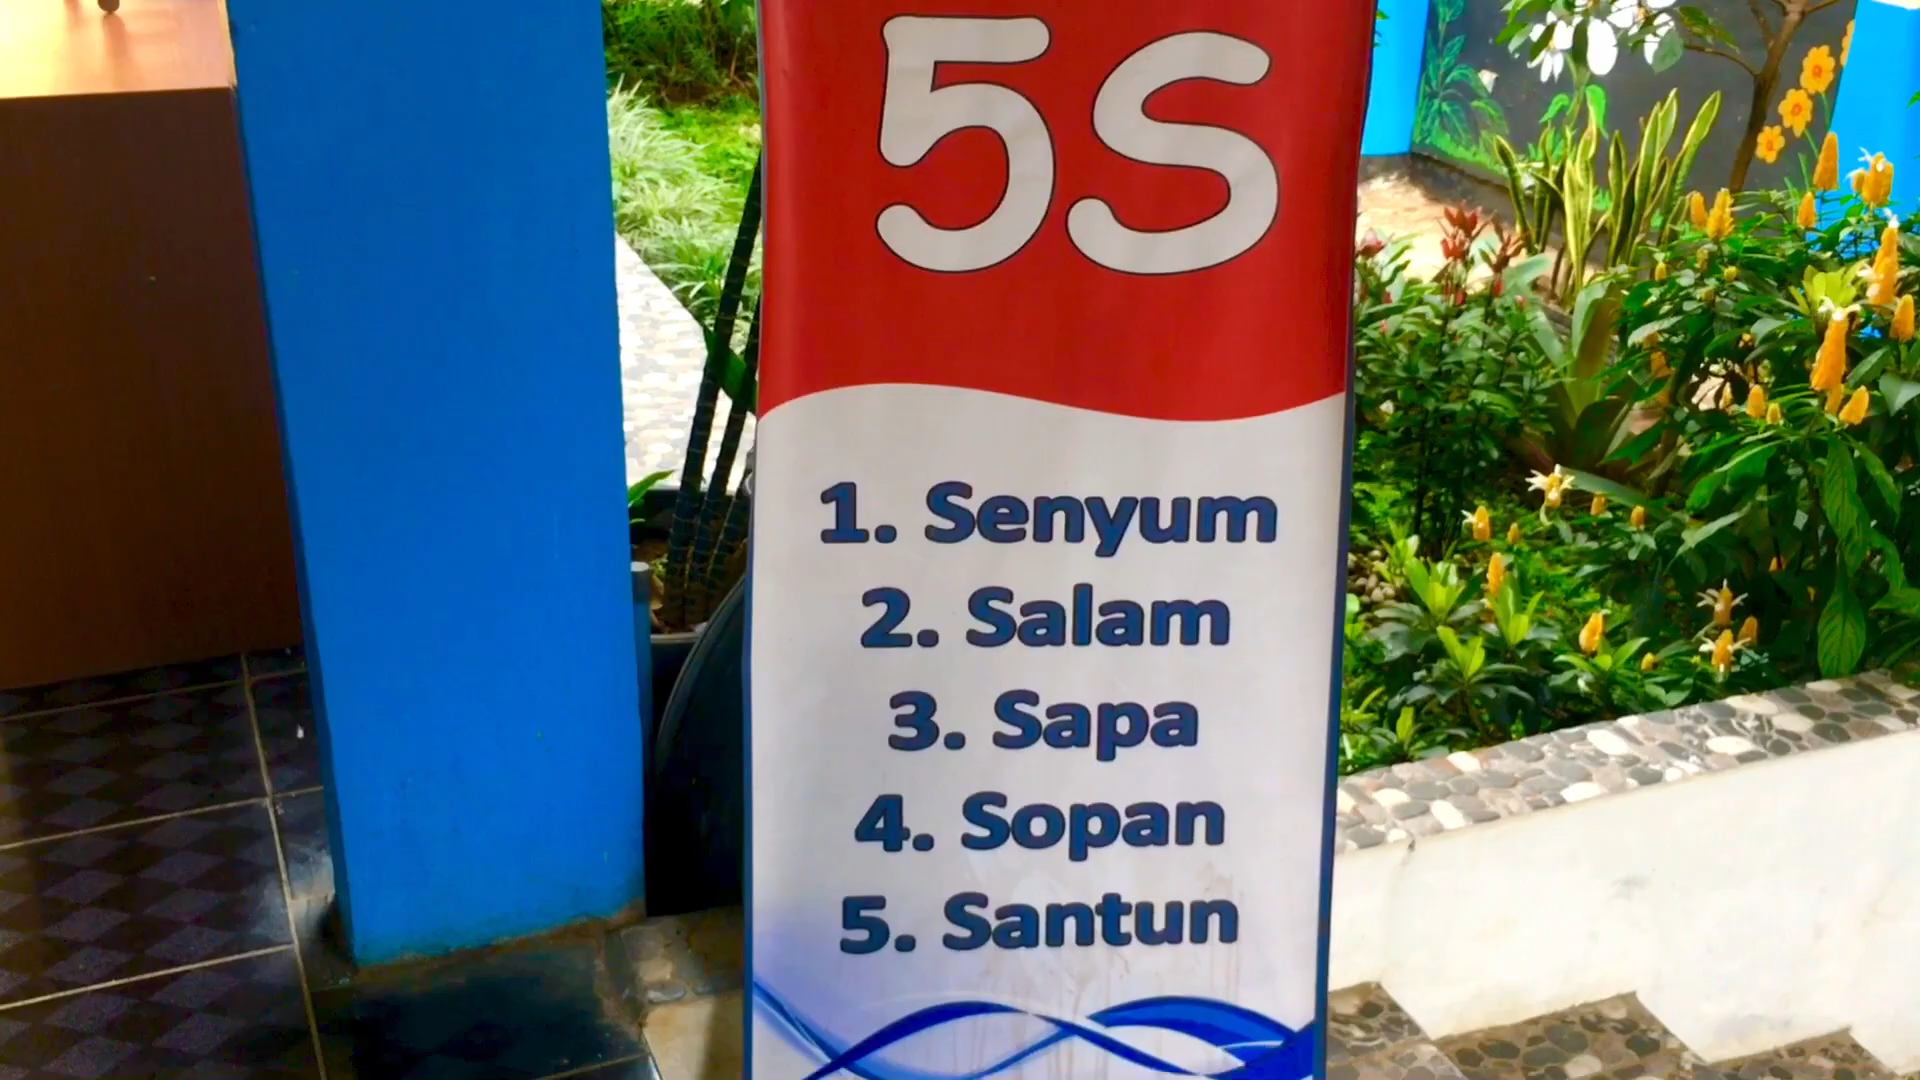 5S
1. Senyum
2. Salam
3. Sapa
4. Sopan
5. Santun